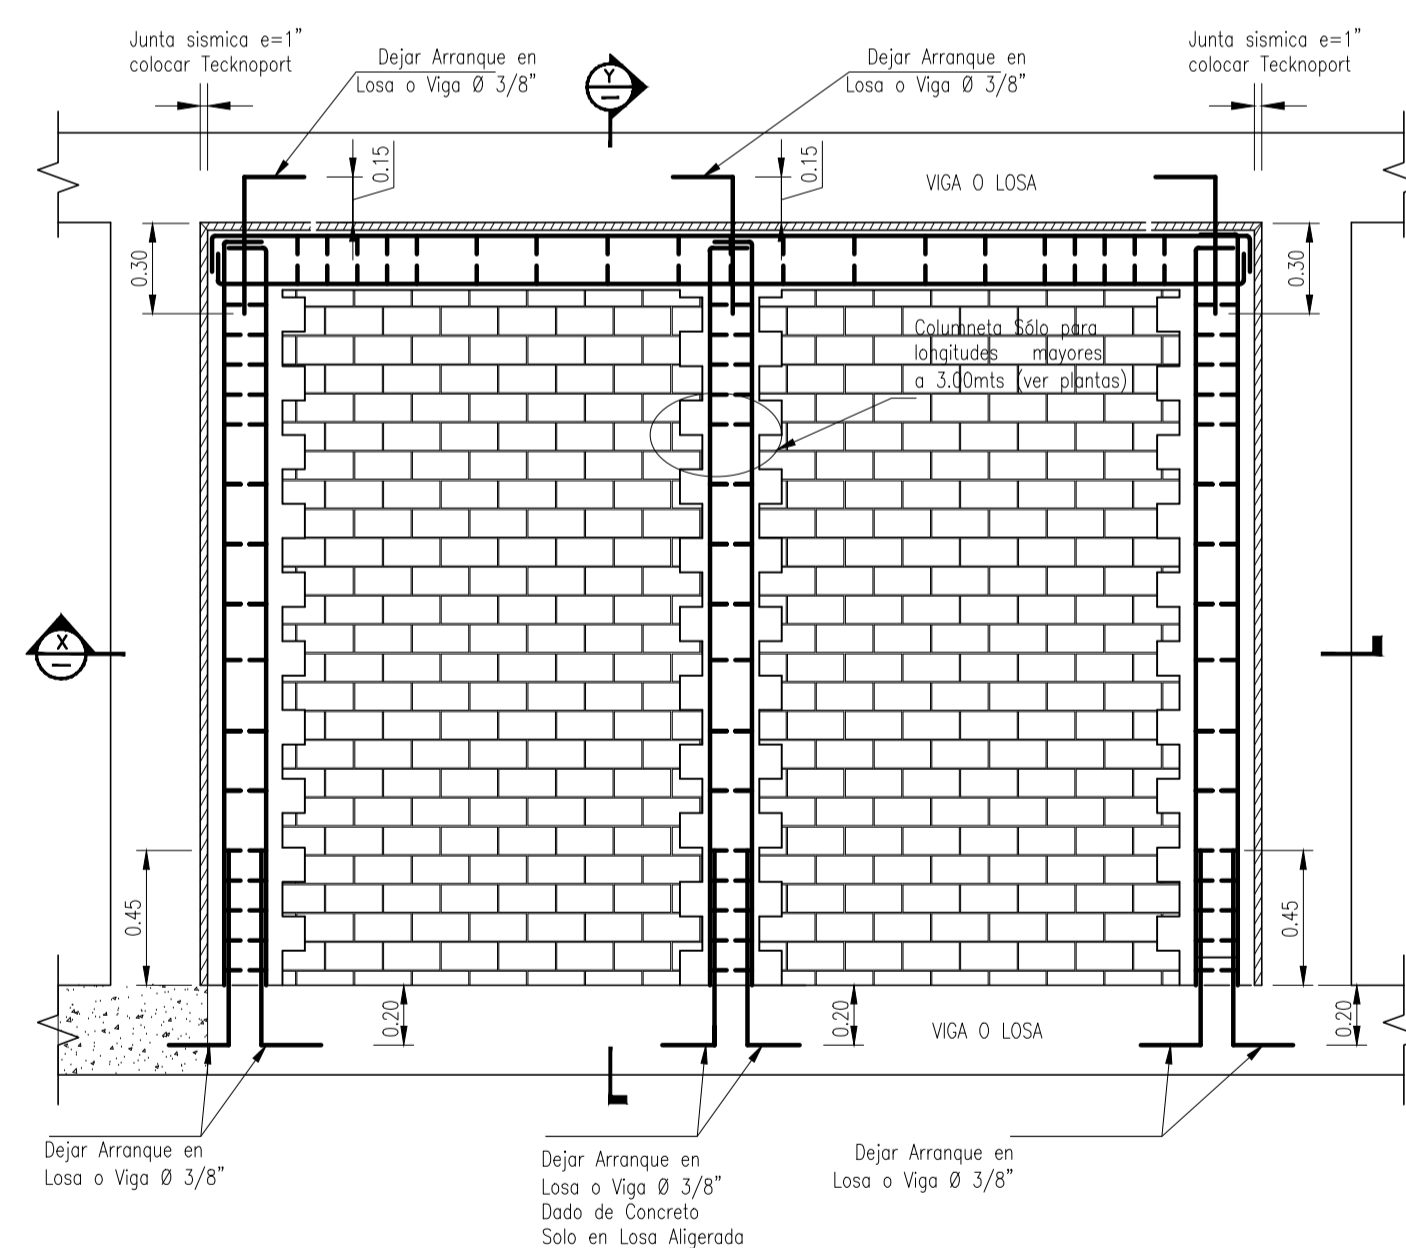 Junta sismica e=1”
colocar Tecknoport
Dejar Arranque en
Losa o Viga Ø 3/8”
Y
Dejar Arranque en
Losa o Viga Ø 3/8”
Junta sismica e=1”
colocar Tecknoport
0.15
0.15
VIGA O LOSA
0.30
0.30
Columneta Sólo para
longitudes mayores
a 3.00mts (ver plantas)
X
0.45
0.45
0.20
0.20
VIGA O LOSA
0.20
Dejar Arranque en
Losa o Viga Ø 3/8”
Dejar Arranque en
Losa o Viga Ø 3/8”
Dado de Concreto
Solo en Losa Aligerada
Dejar Arranque en
Losa o Viga Ø 3/8”